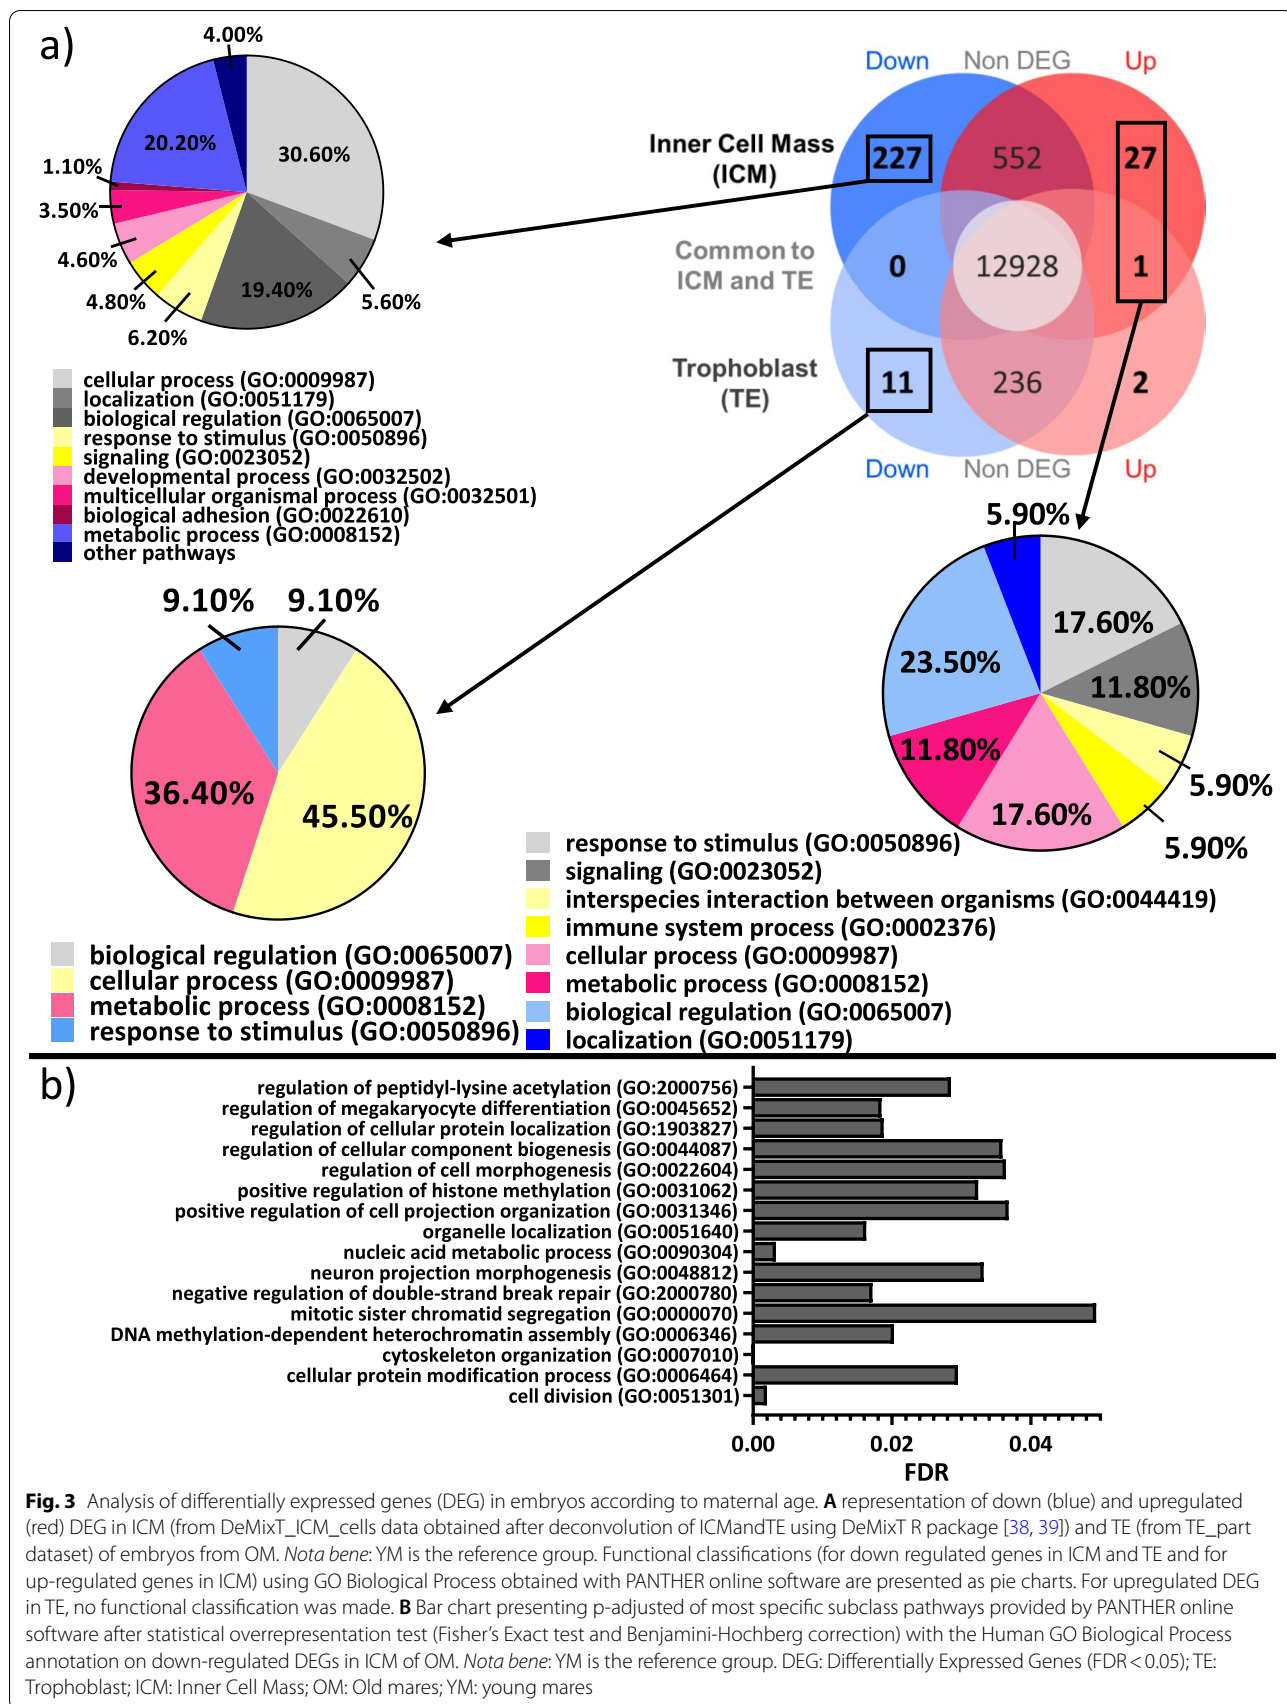 a)
4.00%
30.60%
20.20%
1.10%
3.50%
4.60%
4.80%
6.20%
19.40%
5.60%
cellular process (GO:0009987)
localization (GO:0051179)
biological regulation (GO:0065007)
response to stimulus (GO:0050896)
signaling (GO:0023052)
developmental process (GO:0032502)
multicellular organismal process (GO:0032501)
biological adhesion (GO:0022610)
metabolic process (GO:0008152)
other pathways
Down Non DEG Up
Inner Cell Mass
(ICM)
227 552 27
Common to
ICM and TE
0 12928 1
Trophoblast
(TE)
11 236 2
Down Non DEG Up
9.10% 9.10%
36.40%
45.50%
biological regulation (GO:0065007)
cellular process (GO:0009987)
metabolic process (GO:0008152)
response to stimulus (GO:0050896)
5.90%
17.60%
23.50%
11.80%
11.80%
5.90%
17.60%
5.90%
response to stimulus (GO:0050896)
signaling (GO:0023052)
interspecies interaction between organisms (GO:0044419)
immune system process (GO:0002376)
cellular process (GO:0009987)
metabolic process (GO:0008152)
biological regulation (GO:0065007)
localization (GO:0051179)
b)
regulation of peptidyl-lysine acetylation (GO:2000756)
regulation of megakaryocyte differentiation (GO:0045652)
regulation of cellular protein localization (GO:1903827)
regulation of cellular component biogenesis (GO:0044087)
regulation of cell morphogenesis (GO:0022604)
positive regulation of histone methylation (GO:0031062)
positive regulation of cell projection organization (GO:0031346)
organelle localization (GO:0051640)
nucleic acid metabolic process (GO:0090304)
neuron projection morphogenesis (GO:0048812)
negative regulation of double-strand break repair (GO:2000780)
mitotic sister chromatid segregation (GO:0000070)
DNA methylation-dependent heterochromatin assembly (GO:0006346)
cytoskeleton organization (GO:0007010)
cellular protein modification process (GO:0006464)
cell division (GO:0051301)
0.00 0.02 0.04
FDR
Fig. 3 Analysis of differentially expressed genes (DEG) in embryos according to maternal age. A representation of down (blue) and upregulated
(red) DEG in ICM (from DeMixT_ICM_cells data obtained after deconvolution of ICMandTE using DeMixT R package [38, 39]) and TE (from TE_part
dataset) of embryos from OM. Nota bene: YM is the reference group. Functional classifications (for down regulated genes in ICM and TE and for
up-regulated genes in ICM) using GO Biological Process obtained with PANTHER online software are presented as pie charts. For upregulated DEG
in TE, no functional classification was made. B Bar chart presenting p-adjusted of most specific subclass pathways provided by PANTHER online
software after statistical overrepresentation test (Fisher's Exact test and Benjamini-Hochberg correction) with the Human GO Biological Process
annotation on down-regulated DEGs in ICM of OM. Nota bene: YM is the reference group. DEG: Differentially Expressed Genes (FDR < 0.05); TE:
Trophoblast; ICM: Inner Cell Mass; OM: Old mares; YM: young mares